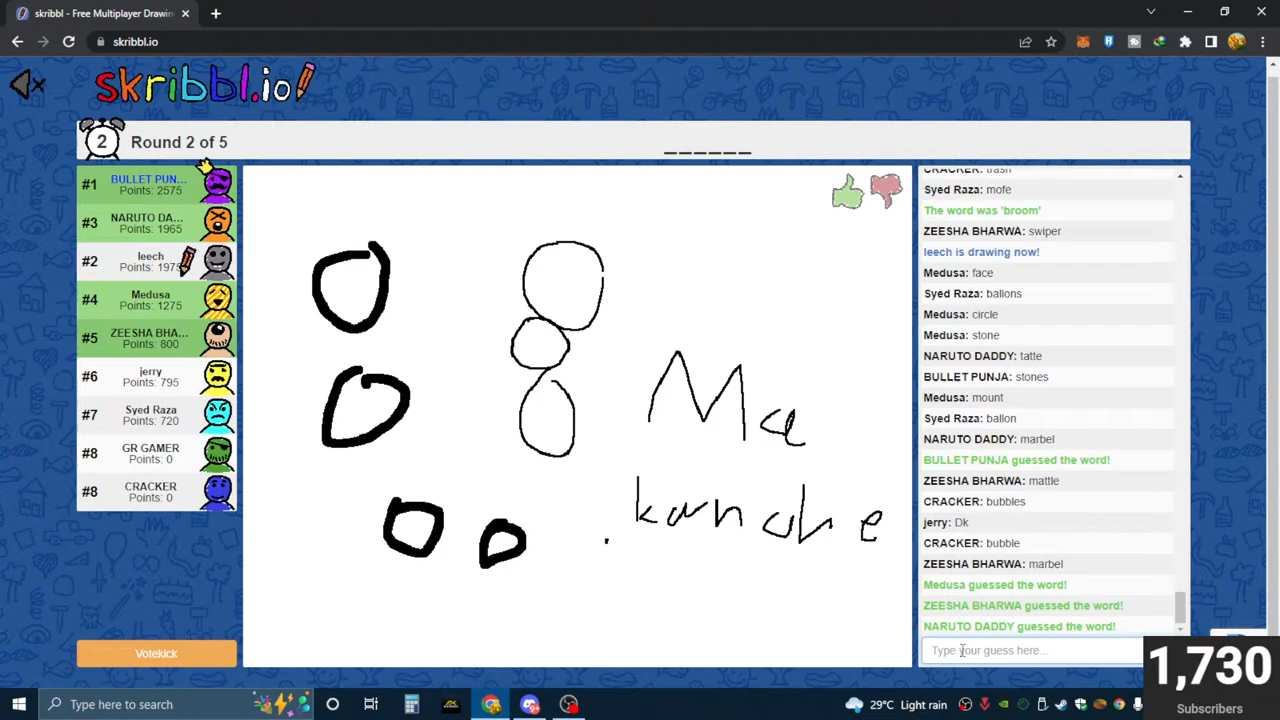 skribbl - Free Multiplayer Drawin
skribbl.io
skribbl.io
2
Round 2 of 5
______
#1 BULLET PUN... Points: 2575
#3 NARUTO DA... Points: 1965
#2 leech Points: 1975
#4 Medusa Points: 1275
#5 ZEESHA BHA... Points: 800
#6 jerry Points: 795
#7 Syed Raza Points: 720
#8 GR GAMER Points: 0
#8 CRACKER Points: 0
Votekick
Ma
kanche
CRACKER: trash
Syed Raza: mofe
The word was 'broom'
ZEESHA BHARWA: swiper
leech is drawing now!
Medusa: face
Syed Raza: ballons
Medusa: circle
Medusa: stone
NARUTO DADDY: tatte
BULLET PUNJA: stones
Medusa: mount
Syed Raza: ballon
NARUTO DADDY: marbel
BULLET PUNJA guessed the word!
ZEESHA BHARWA: mattle
CRACKER: bubbles
jerry: Dk
CRACKER: bubble
ZEESHA BHARWA: marbel
Medusa guessed the word!
ZEESHA BHARWA guessed the word!
NARUTO DADDY guessed the word!
Type your guess here...
1,730
Subscribers
Type here to search
29°C Light rain